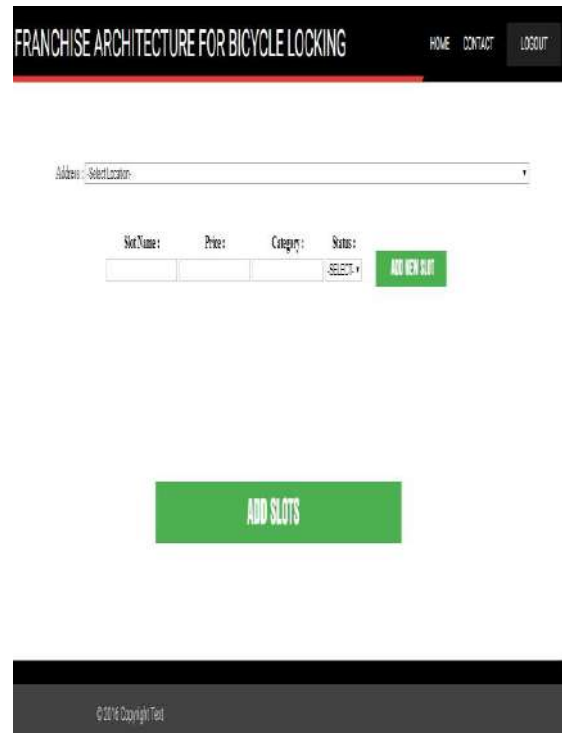 FRANCHISE ARCHITECTURE FOR BICYCLE LOCKING HOME CONTACT LOGOUT
Address : -Select Location-
Slot Name : Price : Category : Status :
-SELECT- ADD NEW SLOT
ADD SLOTS
© 2016 Copyright Text